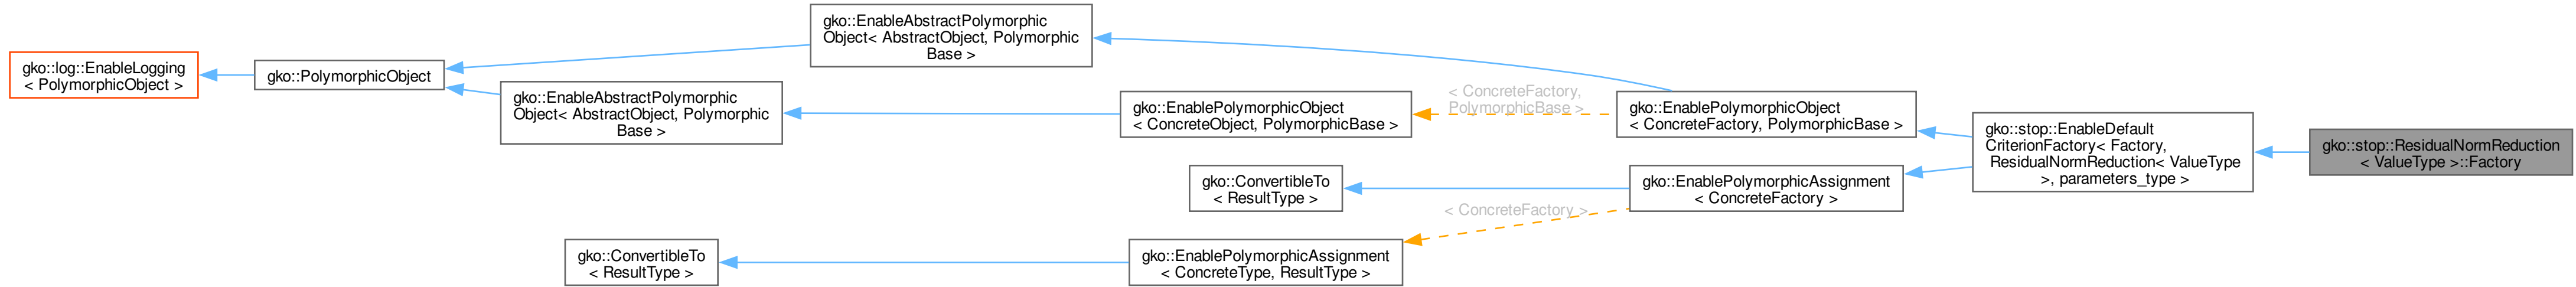 gko::log::EnableLogging
< PolymorphicObject >
gko::PolymorphicObject
gko::EnableAbstractPolymorphic
Object< AbstractObject, Polymorphic
Base >
gko::EnableAbstractPolymorphic
Object< AbstractObject, Polymorphic
Base >
gko::EnablePolymorphicObject
< ConcreteObject, PolymorphicBase >
< ConcreteFactory,
PolymorphicBase >
gko::EnablePolymorphicObject
< ConcreteFactory, PolymorphicBase >
gko::ConvertibleTo
< ResultType >
gko::EnablePolymorphicAssignment
< ConcreteFactory >
< ConcreteFactory >
gko::ConvertibleTo
< ResultType >
gko::EnablePolymorphicAssignment
< ConcreteType, ResultType >
gko::stop::EnableDefault
CriterionFactory< Factory,
ResidualNormReduction< ValueType
>, parameters_type >
gko::stop::ResidualNormReduction
< ValueType >::Factory